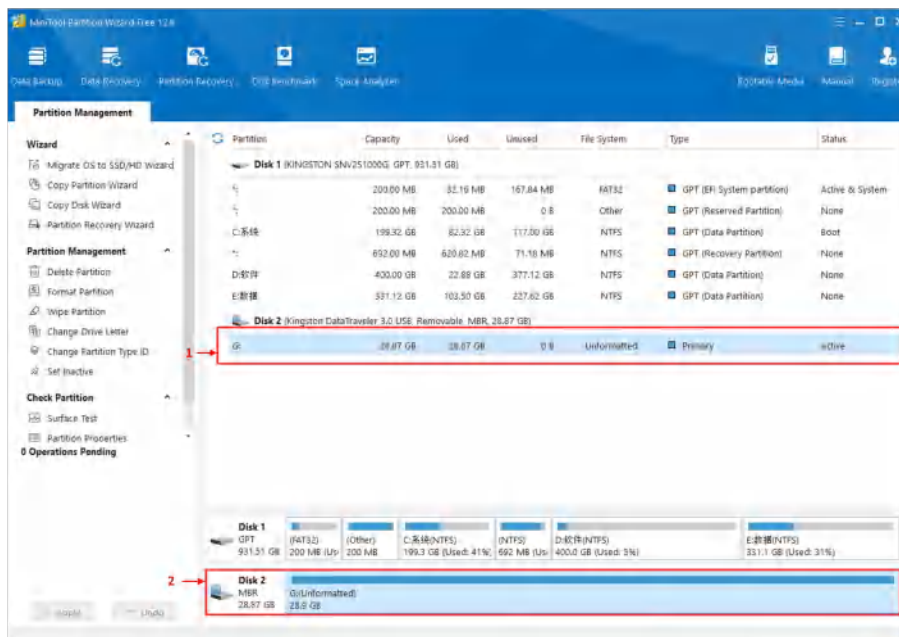 MiniTool Partition Wizard Free 12.8
Data Backup Data Recovery Partition Recovery Disk Benchmark Space Analyzer Bootable Media Manual Register
Partition Management
Wizard
Migrate OS to SSD/HD Wizard
Copy Partition Wizard
Copy Disk Wizard
Partition Recovery Wizard
Partition Management
Delete Partition
Format Partition
Wipe Partition
Change Drive Letter
Change Partition Type ID
Set Inactive
Check Partition
Surface Test
Partition Properties
0 Operations Pending
Apply Undo
Partition Capacity Used Unused File System Type Status
Disk 1 (KINGSTON SNV2S1000G, GPT, 931.51 GB)
*: 200.00 MB 32.16 MB 167.84 MB FAT32 GPT (EFI System partition) Active & System
*: 200.00 MB 200.00 MB 0 B Other GPT (Reserved Partition) None
C:系统 199.32 GB 82.32 GB 117.00 GB NTFS GPT (Data Partition) Boot
*: 692.00 MB 620.82 MB 71.18 MB NTFS GPT (Recovery Partition) None
D:软件 400.00 GB 22.88 GB 377.12 GB NTFS GPT (Data Partition) None
E:数据 331.12 GB 103.50 GB 227.62 GB NTFS GPT (Data Partition) None
Disk 2 (Kingston DataTraveler 3.0 USB, Removable, MBR, 28.87 GB)
1
G: 28.87 GB 28.87 GB 0 B Unformatted Primary active
Disk 1
GPT
931.51 GB
(FAT32)
200 MB (Us
(Other)
200 MB
C:系统(NTFS)
199.3 GB (Used: 41%)
(NTFS)
692 MB (Us
D:软件(NTFS)
400.0 GB (Used: 5%)
E:数据(NTFS)
331.1 GB (Used: 31%)
2
Disk 2
MBR
28.87 GB
G:(Unformatted)
28.9 GB